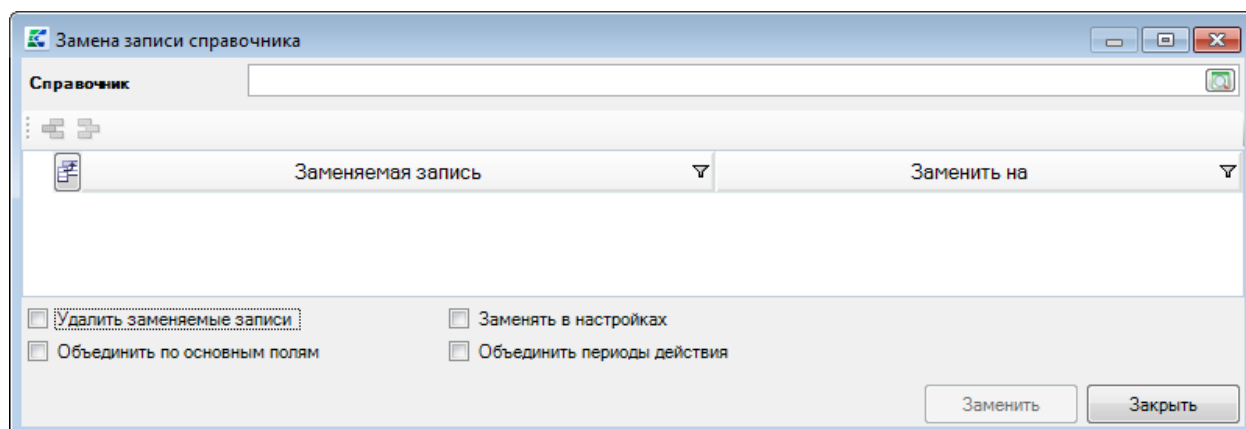 Замена записи справочника
Справочник
Заменяемая запись Заменить на
Удалить заменяемые записи Заменять в настройках
Объединить по основным полям Объединить периоды действия
Заменить Закрыть